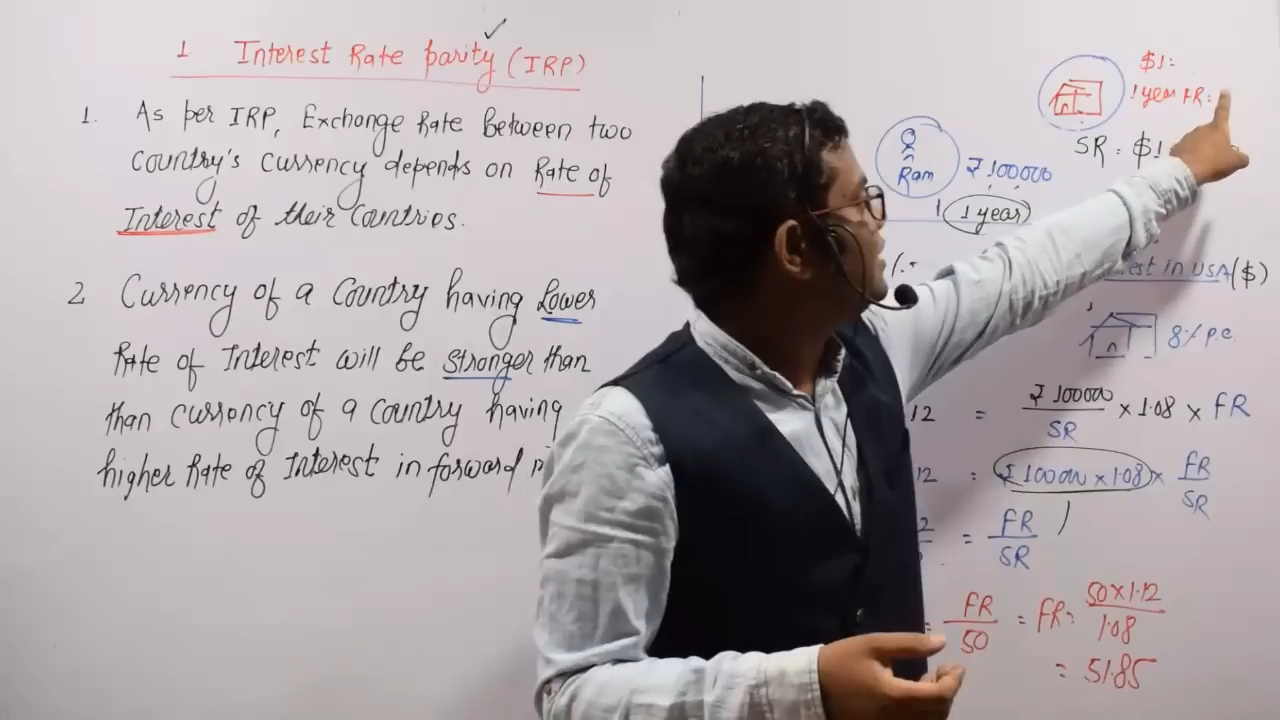 1 Interest Rate parity (IRP)
1. As per IRP, Exchange Rate Between two
Country's currency depends on Rate of
Interest of their Countries.
2 Currency of a Country having Lower
Rate of Interest will be stronger than
than currency of a Country having
higher Rate of Interest in forward
$1:
1 year FR:
SR = $1
Ram
₹ 100000
1 year
in USA ($)
8% p.a.
12 = ₹ 100000 / SR × 1.08 × FR
12 = ₹ 100000 × 1.08 × FR / SR
= FR / SR
= FR / 50 = FR = 50 × 1.12 / 1.08
= 51.85